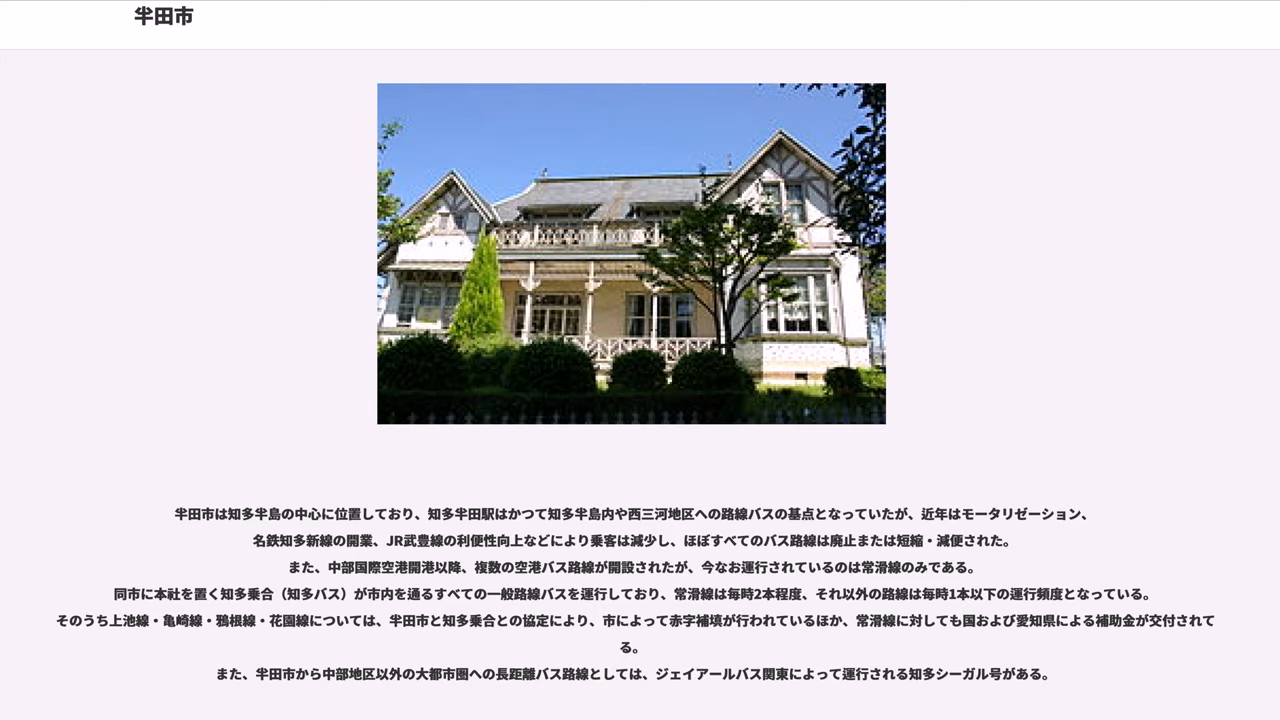 半田市
半田市は知多半島の中心に位置しており、知多半田駅はかつて知多半島内や西三河地区への路線バスの基点となっていたが、近年はモータリゼーション、
名鉄知多新線の開業、JR武豊線の利便性向上などにより乗客は減少し、ほぼすべてのバス路線は廃止または短縮・減便された。
また、中部国際空港開港以降、複数の空港バス路線が開設されたが、今なお運行されているのは常滑線のみである。
同市に本社を置く知多乗合（知多バス）が市内を通るすべての一般路線バスを運行しており、常滑線は毎時2本程度、それ以外の路線は毎時1本以下の運行頻度となっている。
そのうち上池線・亀崎線・鴉根線・花園線については、半田市と知多乗合との協定により、市によって赤字補填が行われているほか、常滑線に対しても国および愛知県による補助金が交付されて
る。
また、半田市から中部地区以外の大都市圏への長距離バス路線としては、ジェイアールバス関東によって運行される知多シーガル号がある。